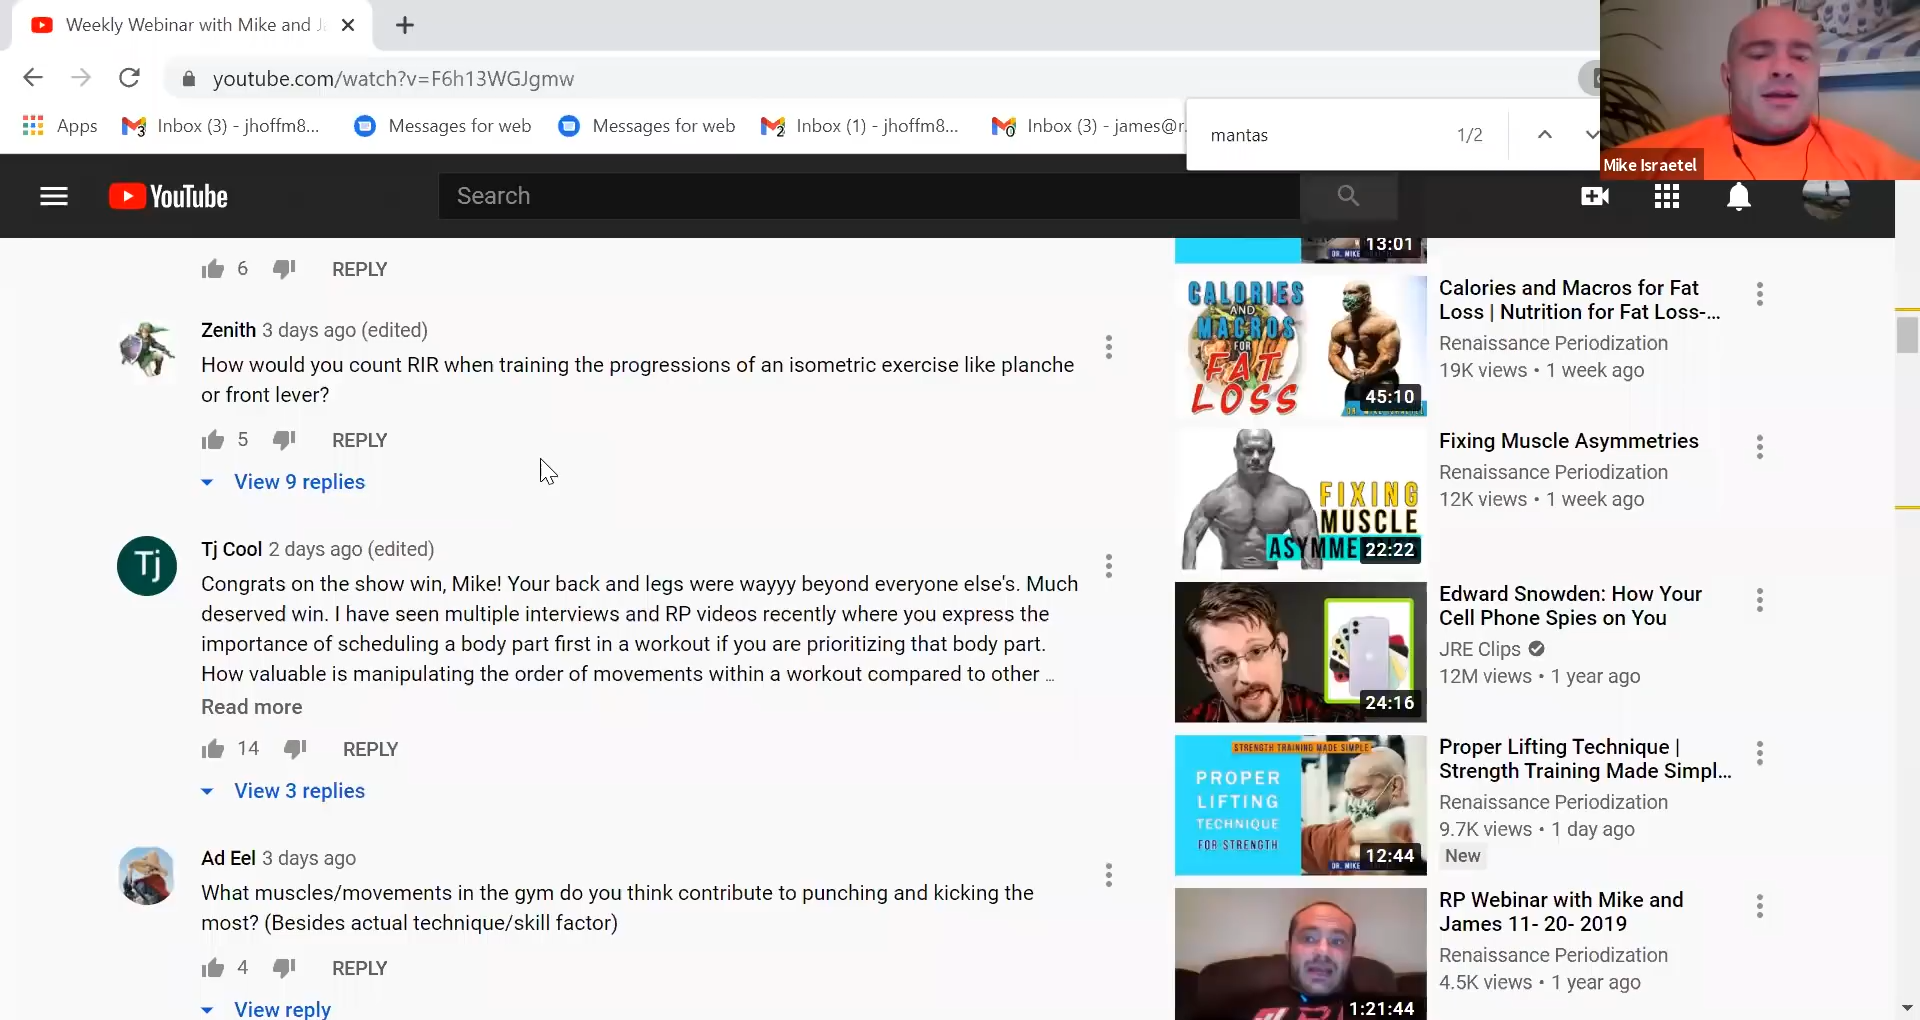 Weekly Webinar with Mike and J
youtube.com/watch?v=F6h13WGJgmw
Apps
3
Inbox (3) - jhoffm8...
Messages for web
Messages for web
2
Inbox (1) - jhoffm8...
0
Inbox (3) - james@r.
mantas
1/2
Mike Israetel
YouTube
Search
6
REPLY
Zenith 3 days ago (edited)
How would you count RIR when training the progressions of an isometric exercise like planche
or front lever?
5
REPLY
View 9 replies
Tj
Tj Cool 2 days ago (edited)
Congrats on the show win, Mike! Your back and legs were wayyy beyond everyone else's. Much
deserved win. I have seen multiple interviews and RP videos recently where you express the
importance of scheduling a body part first in a workout if you are prioritizing that body part.
How valuable is manipulating the order of movements within a workout compared to other ...
Read more
14
REPLY
View 3 replies
Ad Eel 3 days ago
What muscles/movements in the gym do you think contribute to punching and kicking the
most? (Besides actual technique/skill factor)
4
REPLY
View reply
13:01
DR. MIKE
CALORIES
AND
MACROS
FOR
FAT
LOSS
45:10
Calories and Macros for Fat
Loss | Nutrition for Fat Loss-...
Renaissance Periodization
19K views • 1 week ago
FIXING
MUSCLE
ASYMME
22:22
Fixing Muscle Asymmetries
Renaissance Periodization
12K views • 1 week ago
24:16
Edward Snowden: How Your
Cell Phone Spies on You
JRE Clips
12M views • 1 year ago
STRENGTH TRAINING MADE SIMPLE
PROPER
LIFTING
TECHNIQUE
FOR STRENGTH
DR. MIKE
12:44
Proper Lifting Technique |
Strength Training Made Simpl...
Renaissance Periodization
9.7K views • 1 day ago
New
1:21:44
RP Webinar with Mike and
James 11- 20- 2019
Renaissance Periodization
4.5K views • 1 year ago